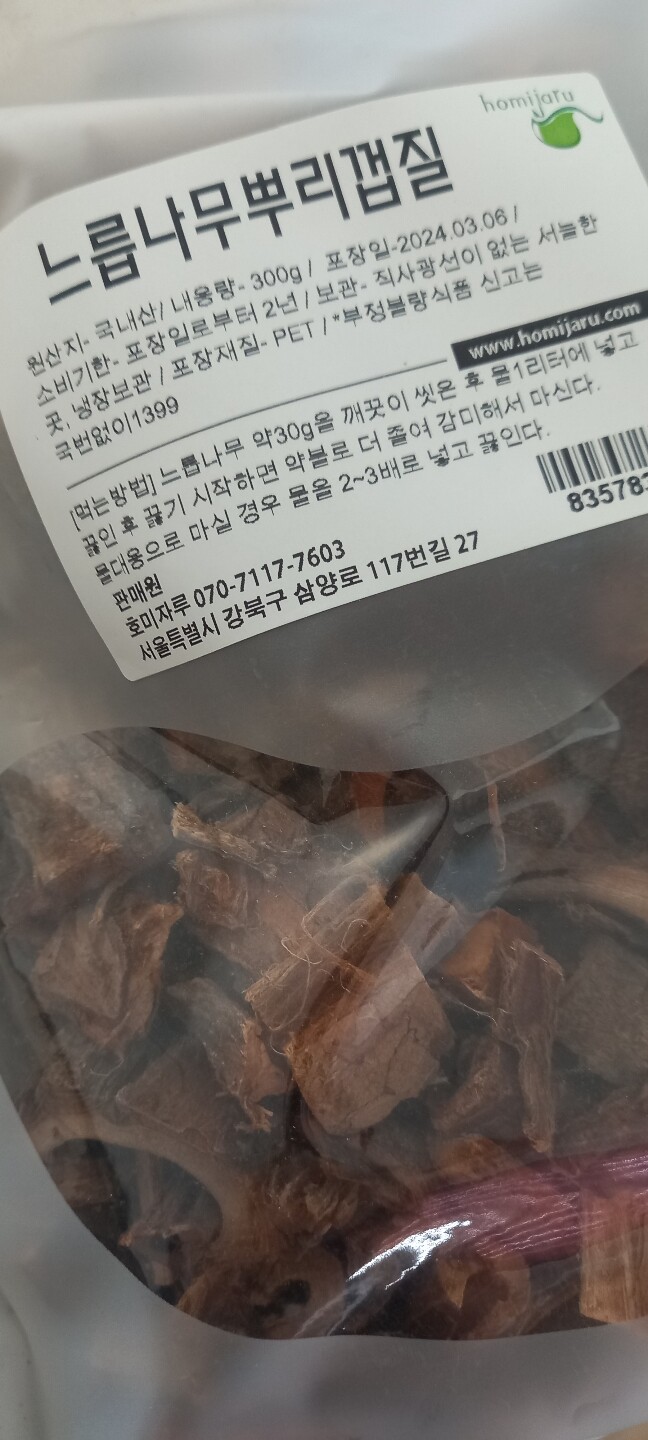 homijaru
느릅나무뿌리껍질
원산지- 국내산/ 내용량- 300g / 포장일-2024.03.06 /
소비기한- 포장일로부터 2년 / 보관- 직사광선이 없는 서늘한
곳, 냉장보관 / 포장재질- PET / *부정불량식품 신고는
국번없이1399
www.homijaru.com
[먹는방법] 느릅나무 약30g을 깨끗이 씻은 후 물1리터에 넣고
끓인 후 끓기 시작하면 약불로 더 졸여 감미해서 마신다.
물대용으로 마실 경우 물을 2~3배로 넣고 끓인다.
판매원
호미자루 070-7117-7603
서울특별시 강북구 삼양로 117번길 27
835783